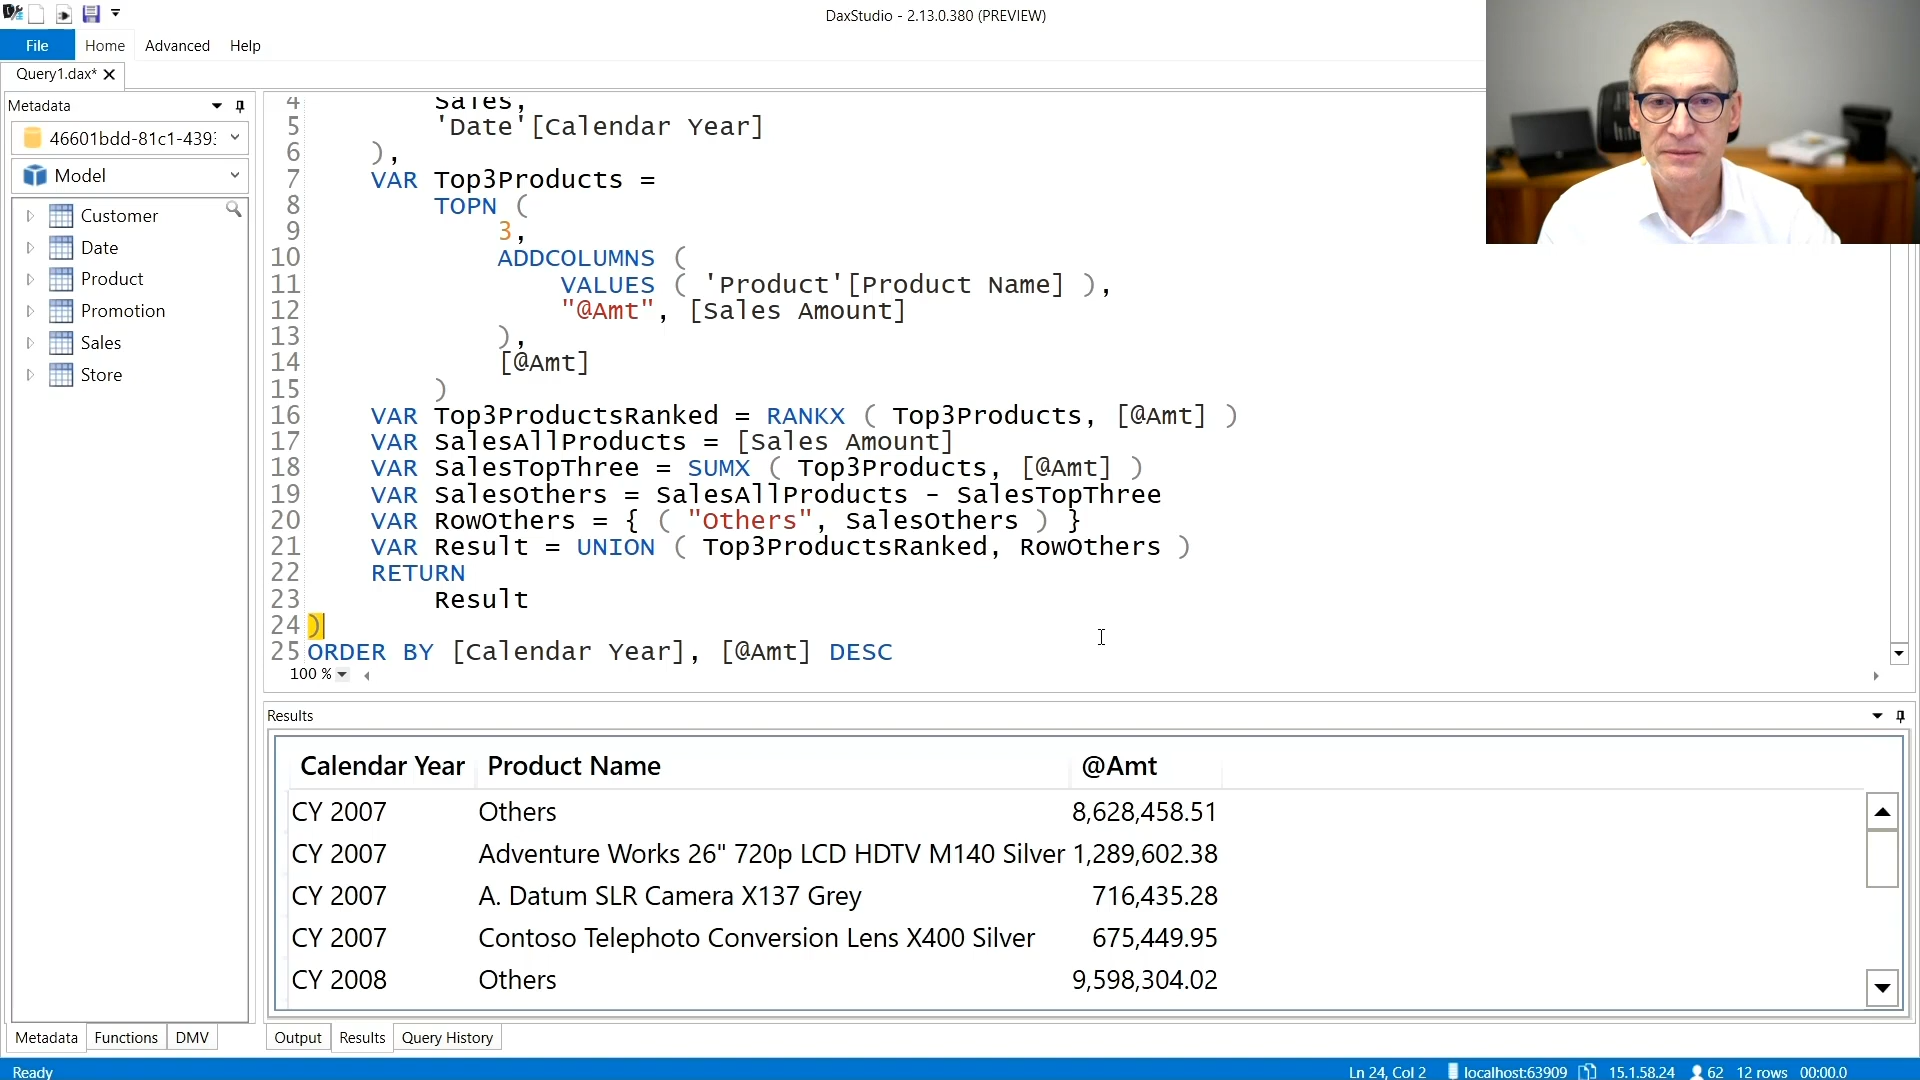 DaxStudio - 2.13.0.380 (PREVIEW)
File Home Advanced Help
Query1.dax*
Metadata
46601bdd-81c1-439
Model
Customer
Date
Product
Promotion
Sales
Store
4 Sales,
5 'Date'[Calendar Year]
6 ),
7 VAR Top3Products =
8 TOPN (
9 3,
10 ADDCOLUMNS (
11 VALUES ( 'Product'[Product Name] ),
12 "@Amt", [Sales Amount]
13 ),
14 [@Amt]
15 )
16 VAR Top3ProductsRanked = RANKX ( Top3Products, [@Amt] )
17 VAR SalesAllProducts = [Sales Amount]
18 VAR SalesTopThree = SUMX ( Top3Products, [@Amt] )
19 VAR SalesOthers = SalesAllProducts - SalesTopThree
20 VAR RowOthers = { ( "Others", SalesOthers ) }
21 VAR Result = UNION ( Top3ProductsRanked, RowOthers )
22 RETURN
23 Result
24 )
25 ORDER BY [Calendar Year], [@Amt] DESC
100 %
Results
Calendar Year Product Name @Amt
CY 2007 Others 8,628,458.51
CY 2007 Adventure Works 26" 720p LCD HDTV M140 Silver 1,289,602.38
CY 2007 A. Datum SLR Camera X137 Grey 716,435.28
CY 2007 Contoso Telephoto Conversion Lens X400 Silver 675,449.95
CY 2008 Others 9,598,304.02
Metadata Functions DMV
Output Results Query History
Ready Ln 24, Col 2 localhost:63909 15.1.58.24 62 12 rows 00:00.0